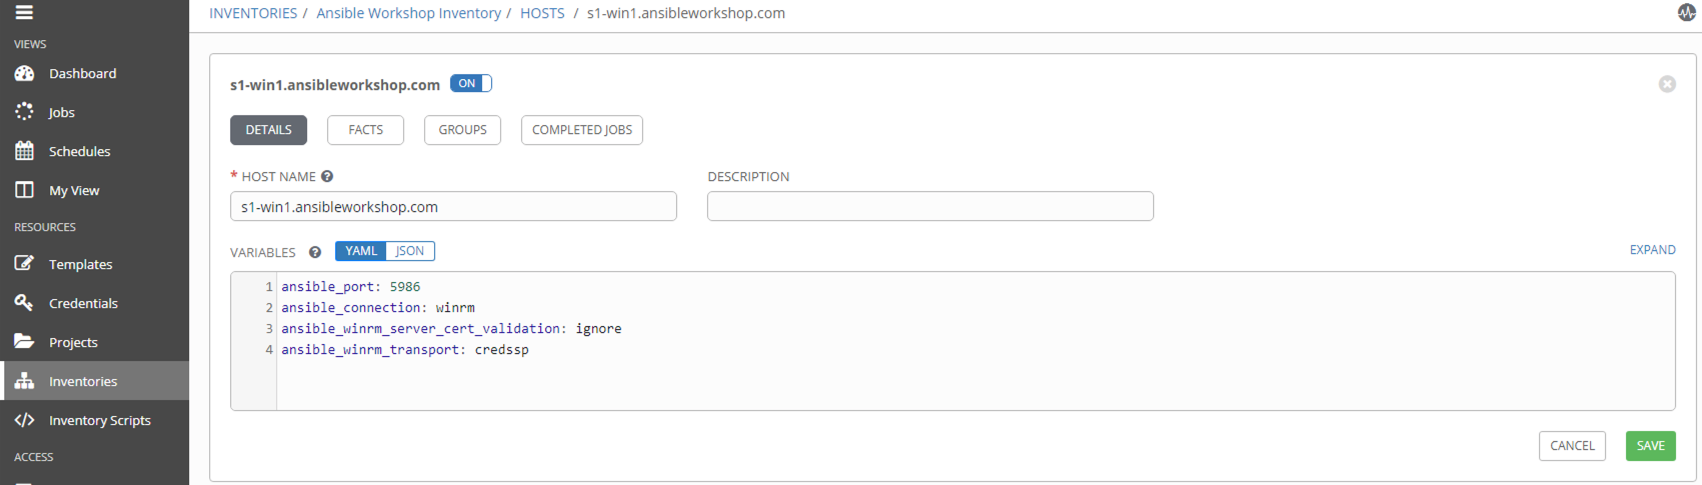 INVENTORIES / Ansible Workshop Inventory / HOSTS / s1-win1.ansibleworkshop.com
VIEWS
Dashboard
Jobs
Schedules
My View
RESOURCES
Templates
Credentials
Projects
Inventories
Inventory Scripts
ACCESS
s1-win1.ansibleworkshop.com ON
DETAILS FACTS GROUPS COMPLETED JOBS
* HOST NAME ? DESCRIPTION
s1-win1.ansibleworkshop.com
VARIABLES ? YAML JSON EXPAND
1 ansible_port: 5986
2 ansible_connection: winrm
3 ansible_winrm_server_cert_validation: ignore
4 ansible_winrm_transport: credssp
CANCEL SAVE